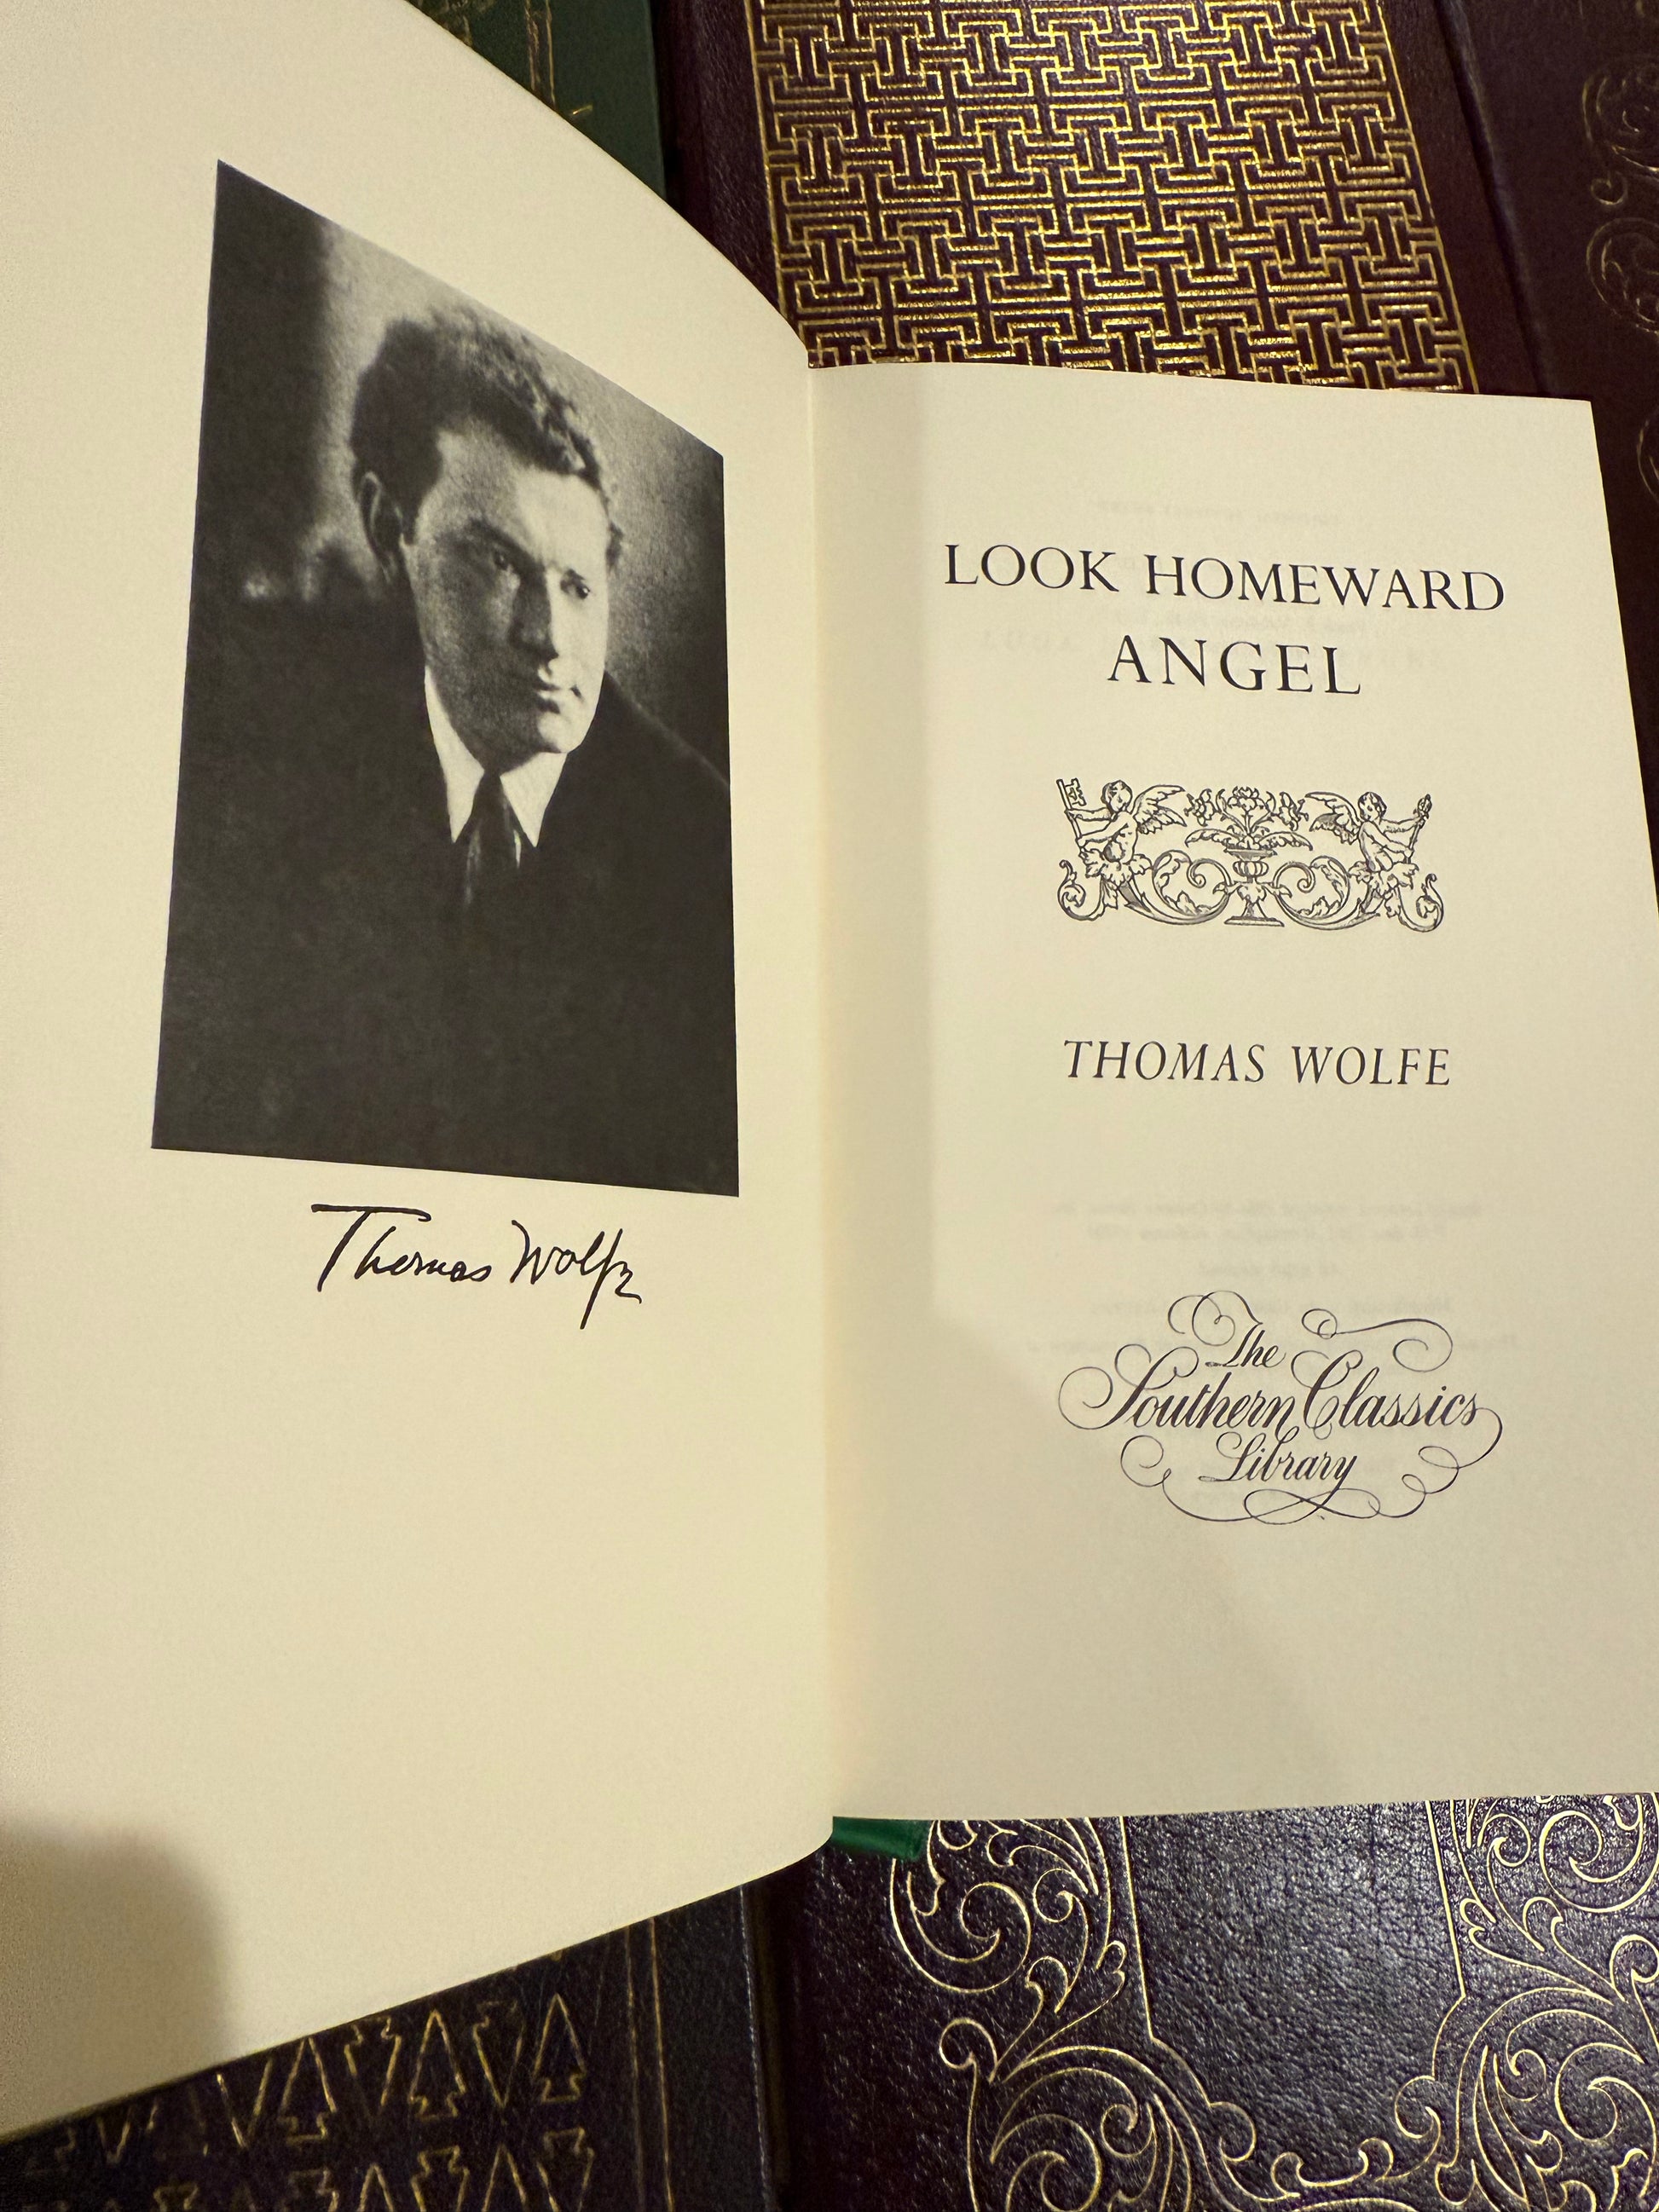 Thomas Wolfe
LOOK HOMEWARD
ANGEL
THOMAS WOLFE
The
Southern Classics
Library